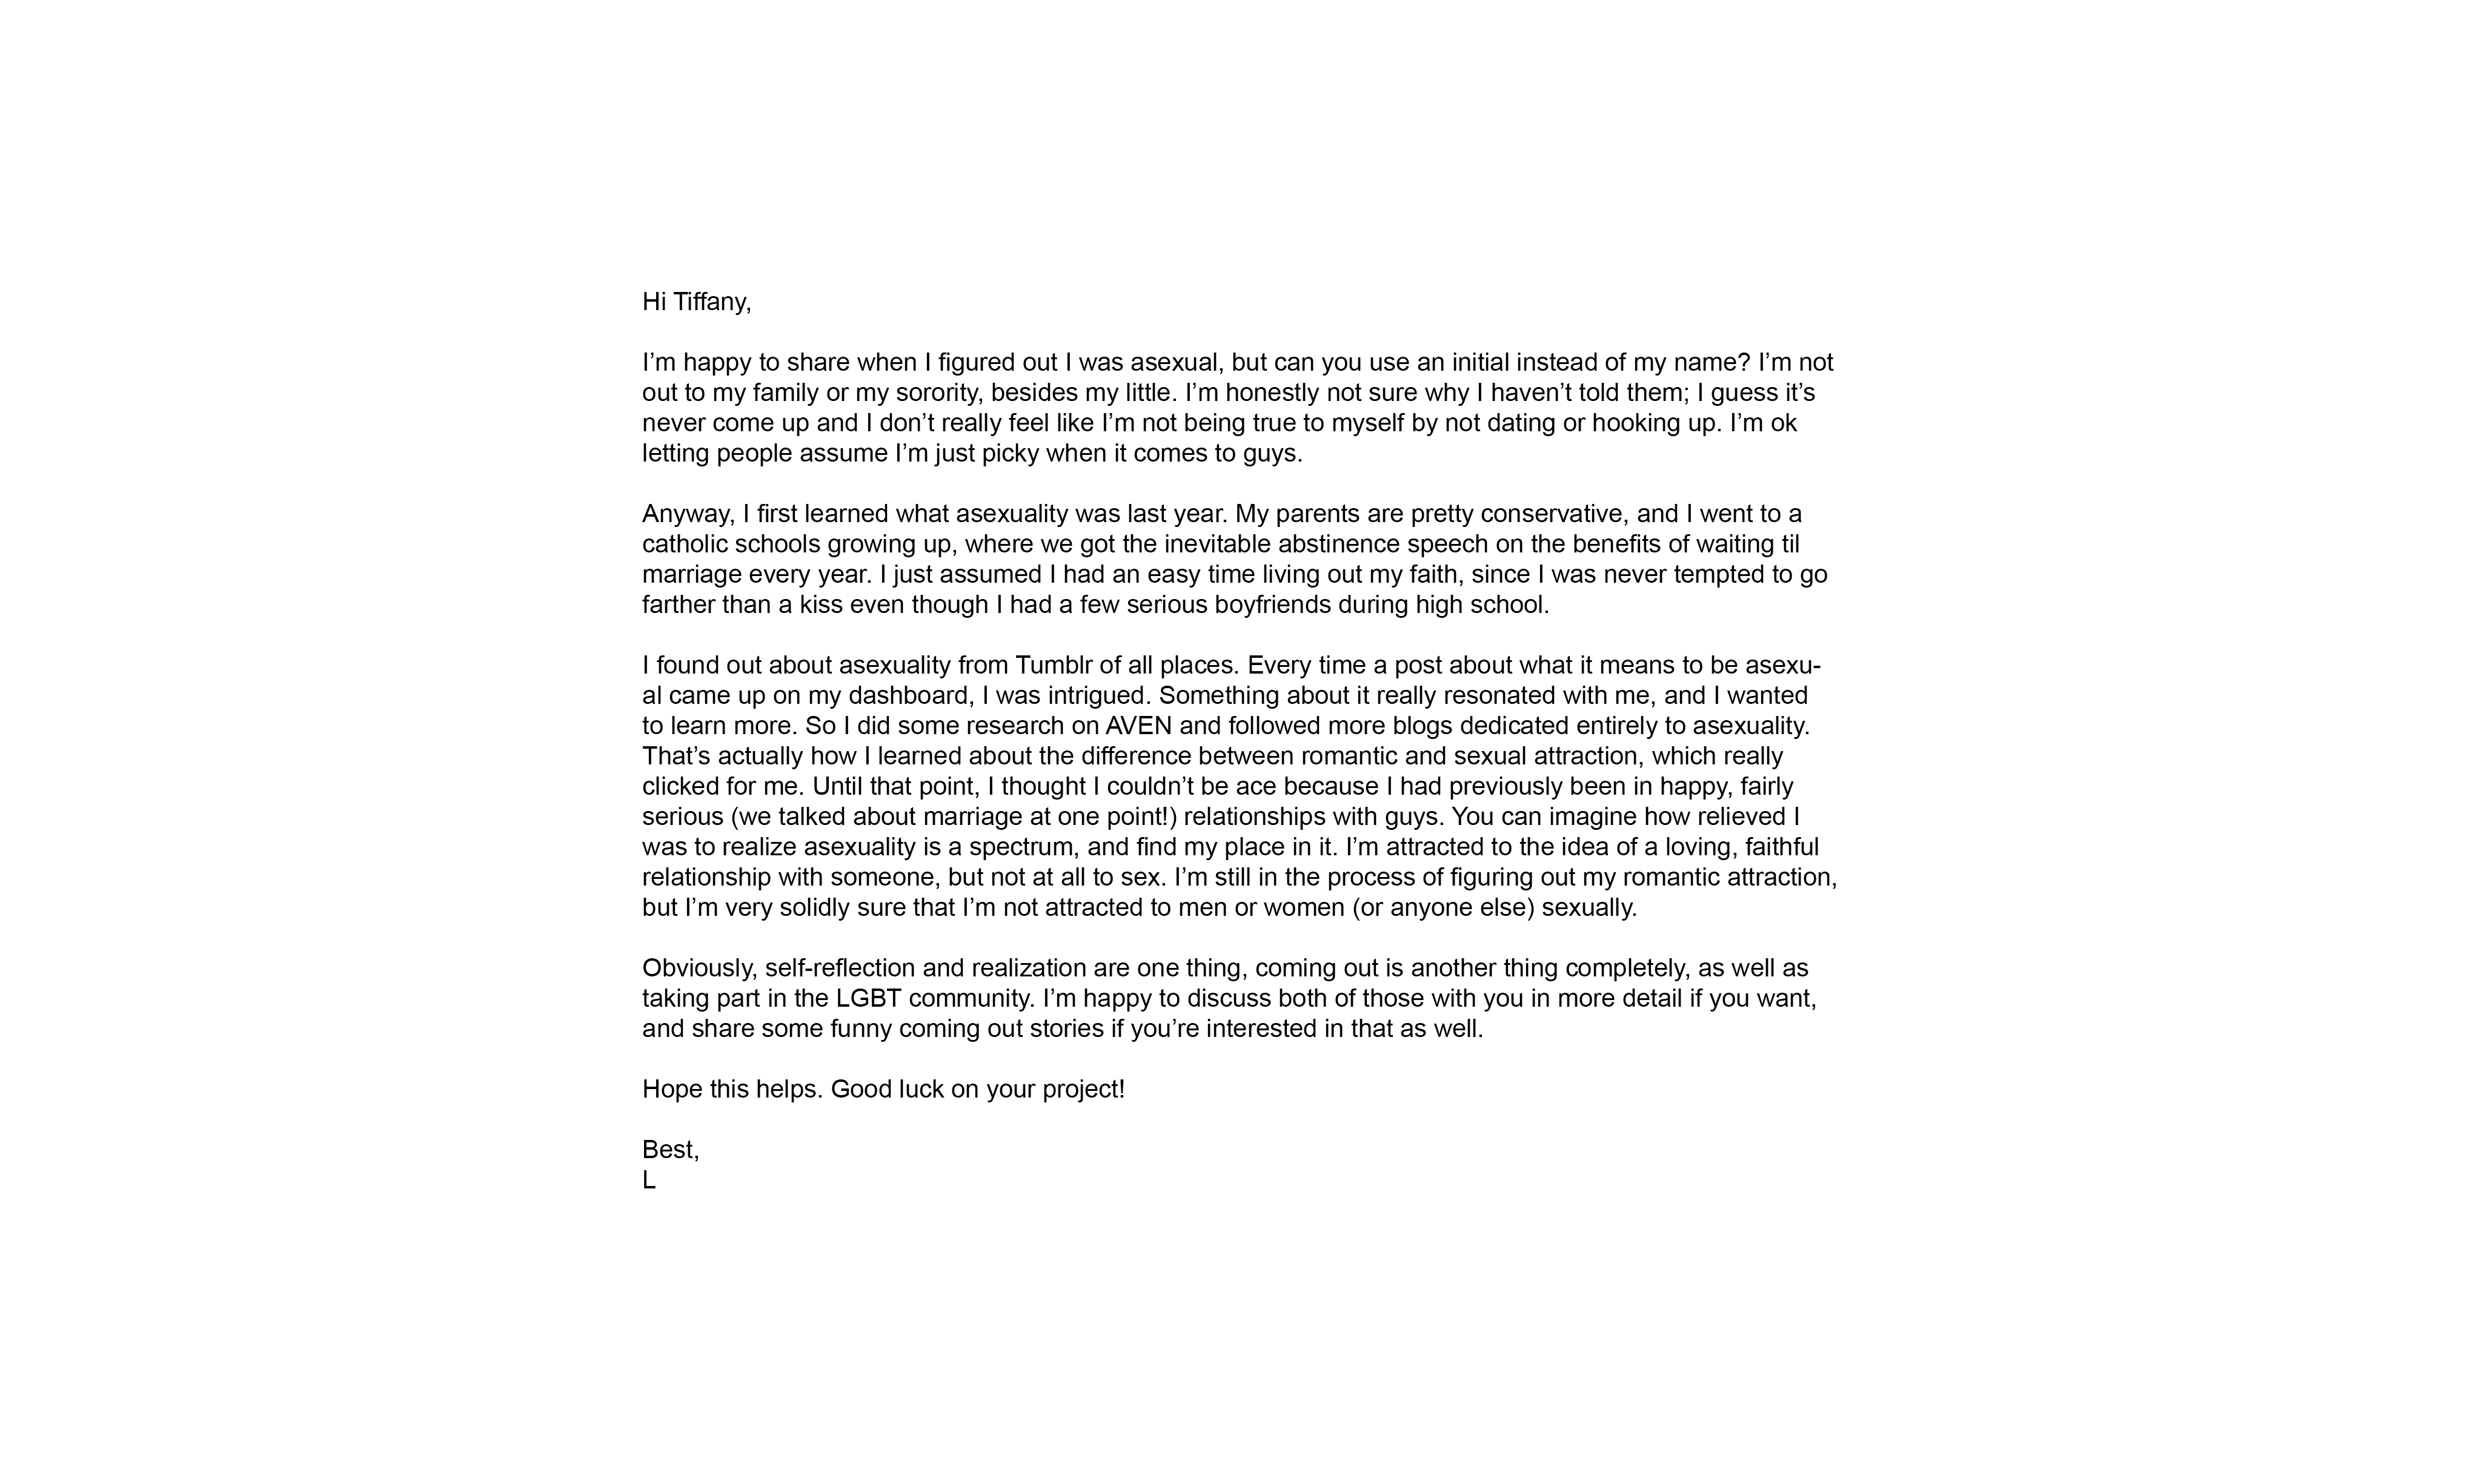 Hi Tiffany,
I’m happy to share when I figured out I was asexual, but can you use an initial instead of my name? I’m not
out to my family or my sorority, besides my little. I’m honestly not sure why I haven’t told them; I guess it’s
never come up and I don’t really feel like I’m not being true to myself by not dating or hooking up. I’m ok
letting people assume I’m just picky when it comes to guys.
Anyway, I first learned what asexuality was last year. My parents are pretty conservative, and I went to a
catholic schools growing up, where we got the inevitable abstinence speech on the benefits of waiting til
marriage every year. I just assumed I had an easy time living out my faith, since I was never tempted to go
farther than a kiss even though I had a few serious boyfriends during high school.
I found out about asexuality from Tumblr of all places. Every time a post about what it means to be asexu-
al came up on my dashboard, I was intrigued. Something about it really resonated with me, and I wanted
to learn more. So I did some research on AVEN and followed more blogs dedicated entirely to asexuality.
That’s actually how I learned about the difference between romantic and sexual attraction, which really
clicked for me. Until that point, I thought I couldn’t be ace because I had previously been in happy, fairly
serious (we talked about marriage at one point!) relationships with guys. You can imagine how relieved I
was to realize asexuality is a spectrum, and find my place in it. I’m attracted to the idea of a loving, faithful
relationship with someone, but not at all to sex. I’m still in the process of figuring out my romantic attraction,
but I’m very solidly sure that I’m not attracted to men or women (or anyone else) sexually.
Obviously, self-reflection and realization are one thing, coming out is another thing completely, as well as
taking part in the LGBT community. I’m happy to discuss both of those with you in more detail if you want,
and share some funny coming out stories if you’re interested in that as well.
Hope this helps. Good luck on your project!
Best,
L